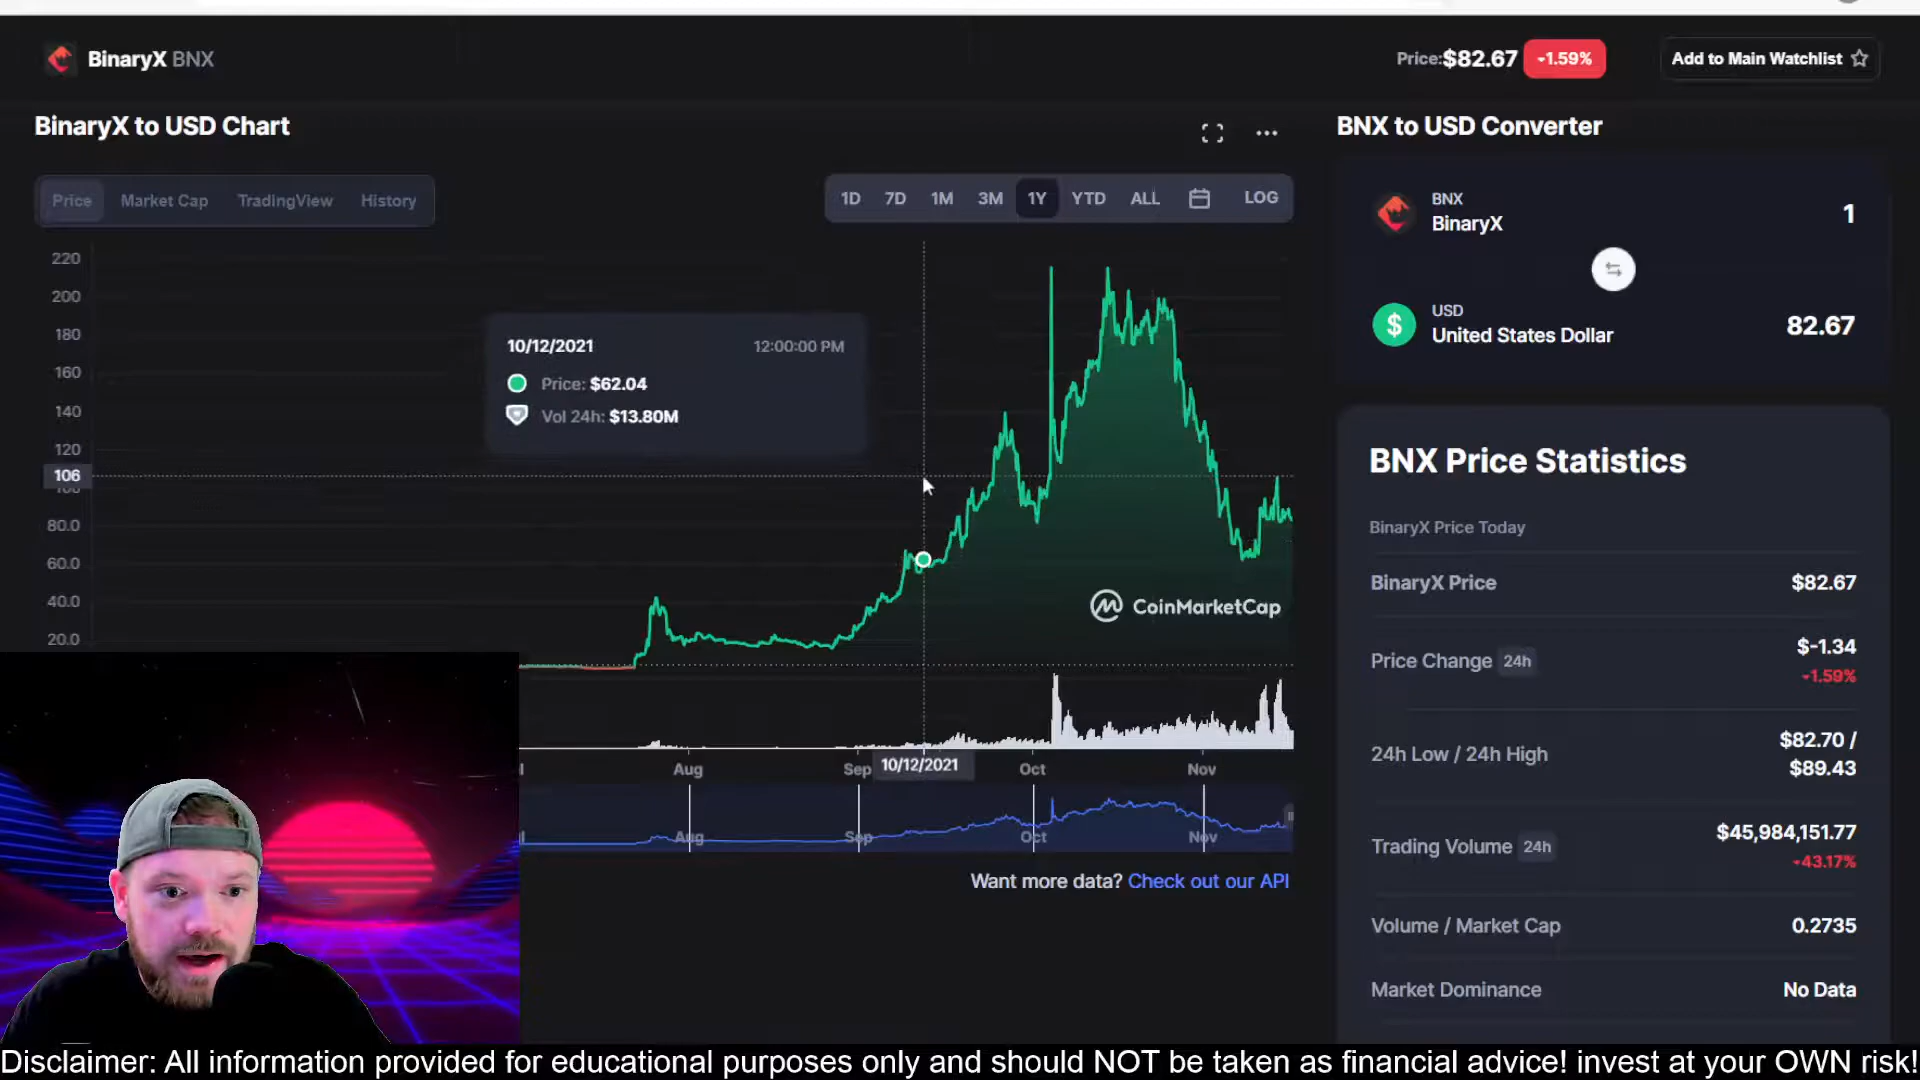 BinaryX BNX
Price:$82.67 -1.59%
Add to Main Watchlist
BinaryX to USD Chart
Price Market Cap TradingView History
1D 7D 1M 3M 1Y YTD ALL LOG
220
200
180
160
140
120
106
100
80.0
60.0
40.0
20.0
10/12/2021 12:00:00 PM
Price: $62.04
Vol 24h: $13.80M
CoinMarketCap
Aug Sep 10/12/2021 Oct Nov
Aug Sep Oct Nov
Want more data? Check out our API
BNX to USD Converter
BNX
BinaryX 1
USD
United States Dollar 82.67
BNX Price Statistics
BinaryX Price Today
BinaryX Price $82.67
Price Change 24h $-1.34
-1.59%
24h Low / 24h High $82.70 /
$89.43
Trading Volume 24h $45,984,151.77
-43.17%
Volume / Market Cap 0.2735
Market Dominance No Data
Disclaimer: All information provided for educational purposes only and should NOT be taken as financial advice! invest at your OWN risk!